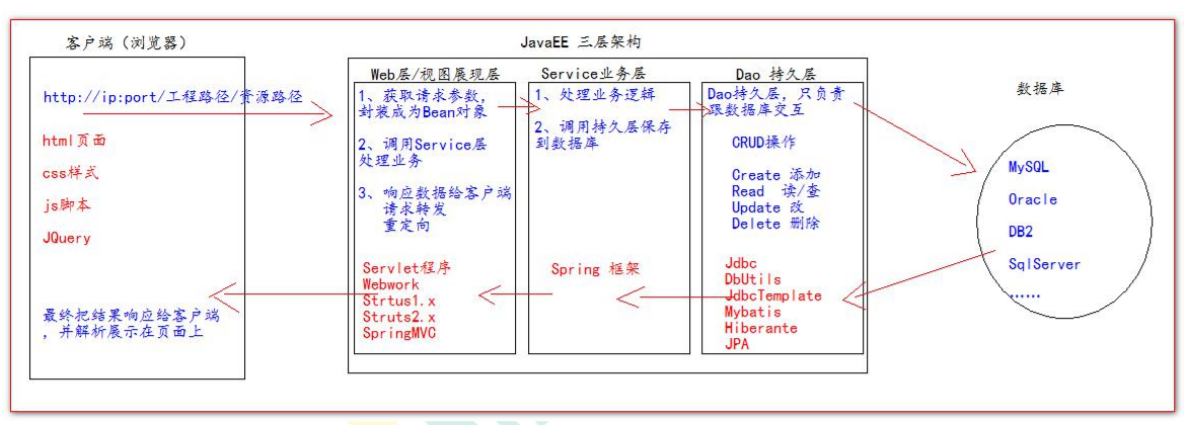 客户端（浏览器）
http://ip:port/工程路径/资源路径
html页面
css样式
js脚本
JQuery
最终把结果响应给客户端
，并解析展示在页面上
JavaEE 三层架构
Web层/视图展现层
1、获取请求参数，
封装成为Bean对象
2、调用Service层
处理业务
3、响应数据给客户端
请求转发
重定向
Servlet程序
Webwork
Strtus1.x
Struts2.x
SpringMVC
Service业务层
1、处理业务逻辑
2、调用持久层保存
到数据库
Spring 框架
Dao 持久层
Dao持久层，只负责
跟数据库交互
CRUD操作
Create 添加
Read 读/查
Update 改
Delete 删除
Jdbc
DbUtils
JdbcTemplate
Mybatis
Hiberante
JPA
数据库
MySQL
Oracle
DB2
SqlServer
......